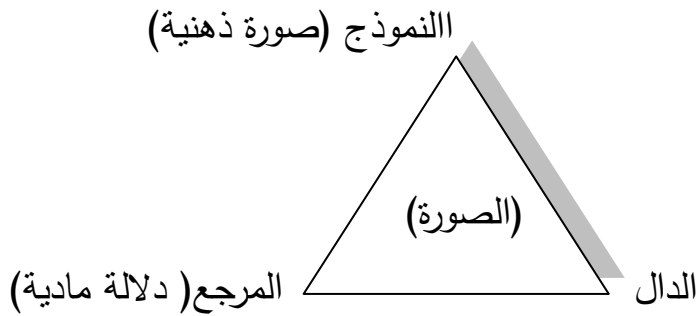 االنموذج (صورة ذهنية)
(الصورة)
الدال
المرجع( دلالة مادية)